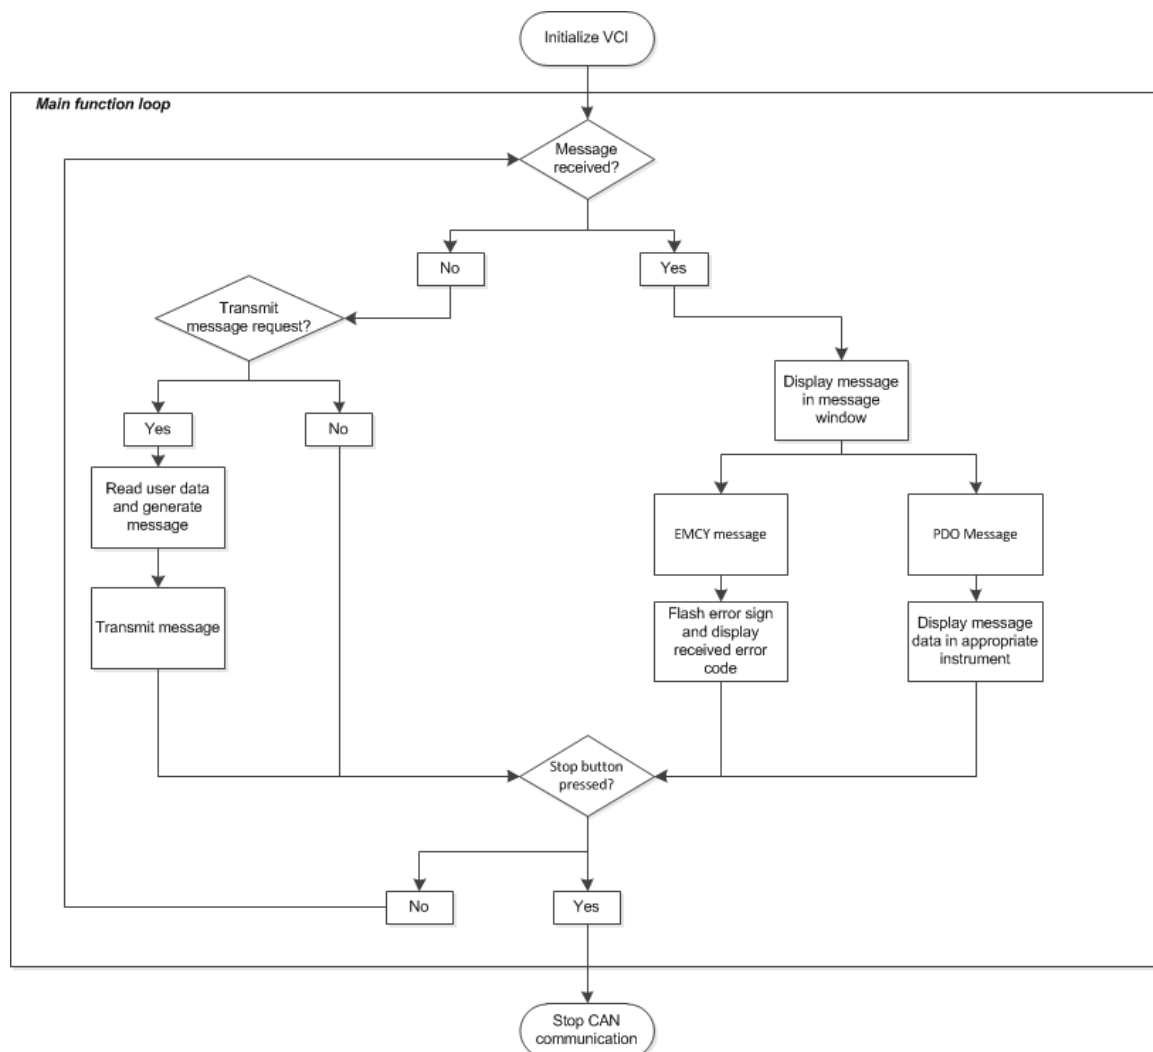 Initialize VCI
Main function loop
Message
received?
No
Yes
Transmit
message request?
Display message
in message
window
Yes
No
Read user data
and generate
message
EMCY message
PDO Message
Transmit message
Flash error sign
and display
received error
code
Display message
data in appropriate
instrument
Stop button
pressed?
No
Yes
Stop CAN
communication